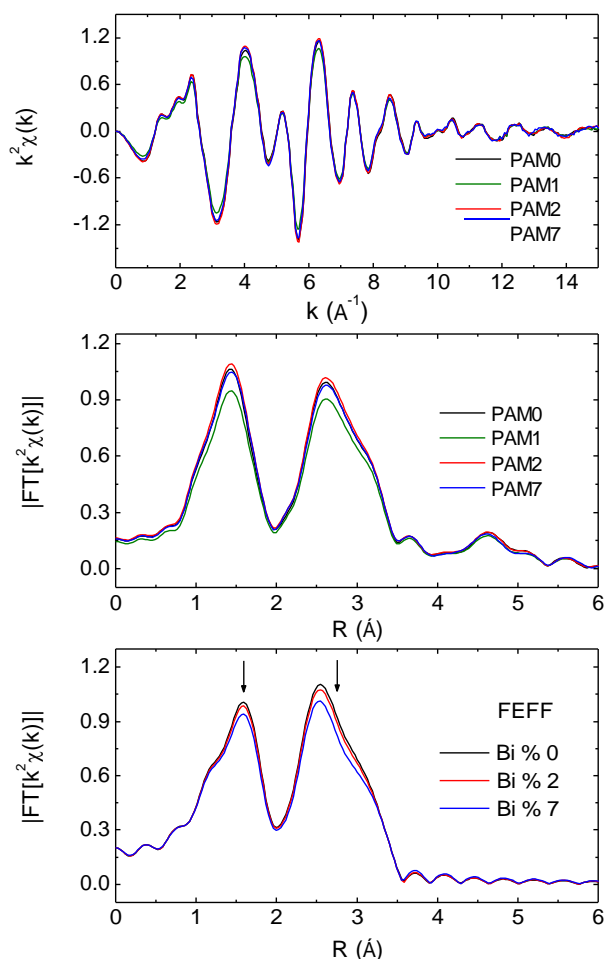 1.2
0.6
0.0
-0.6
-1.2
k²χ(k)
PAM0
PAM1
PAM2
PAM7
0 2 4 6 8 10 12 14
k (A⁻¹)
1.2
0.9
0.6
0.3
0.0
|FT[k²χ(k)]|
PAM0
PAM1
PAM2
PAM7
0 1 2 3 4 5 6
R (Á)
1.2
0.9
0.6
0.3
0.0
|FT[k²χ(k)]|
FEFF
Bi % 0
Bi % 2
Bi % 7
0 1 2 3 4 5 6
R (Á)